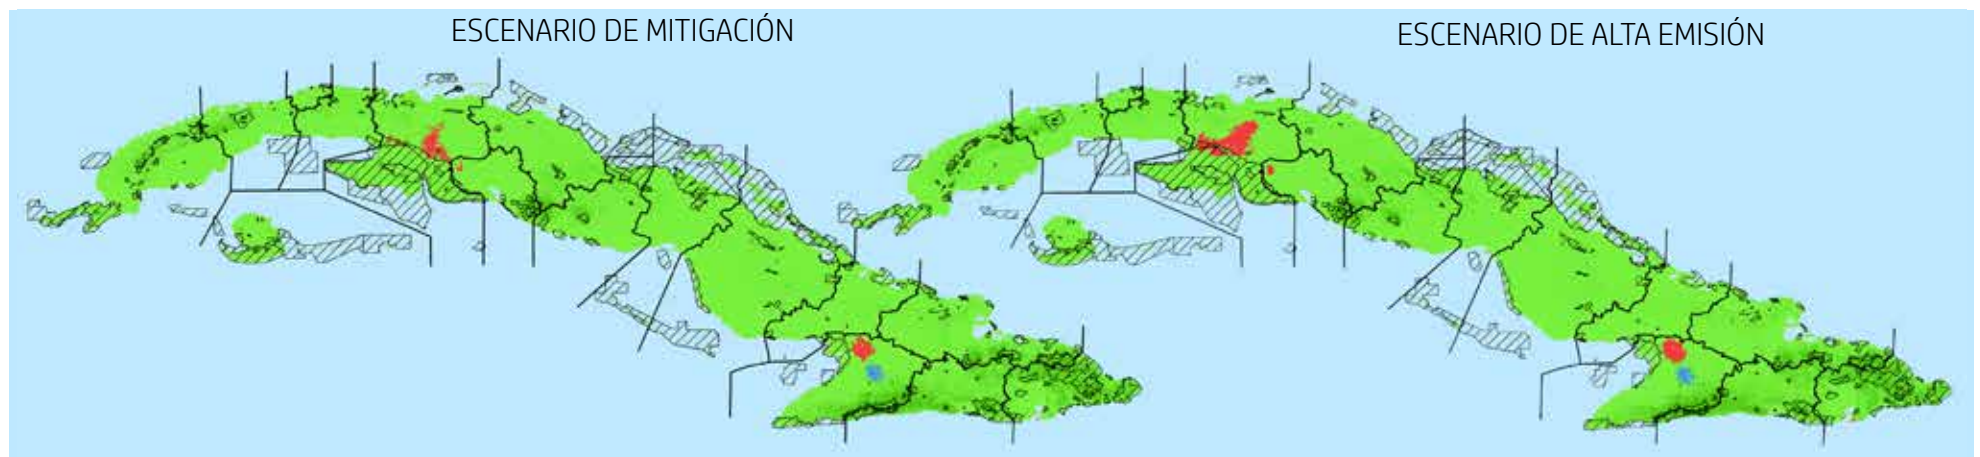 ESCENARIO DE MITIGACIÓN
ESCENARIO DE ALTA EMISIÓN